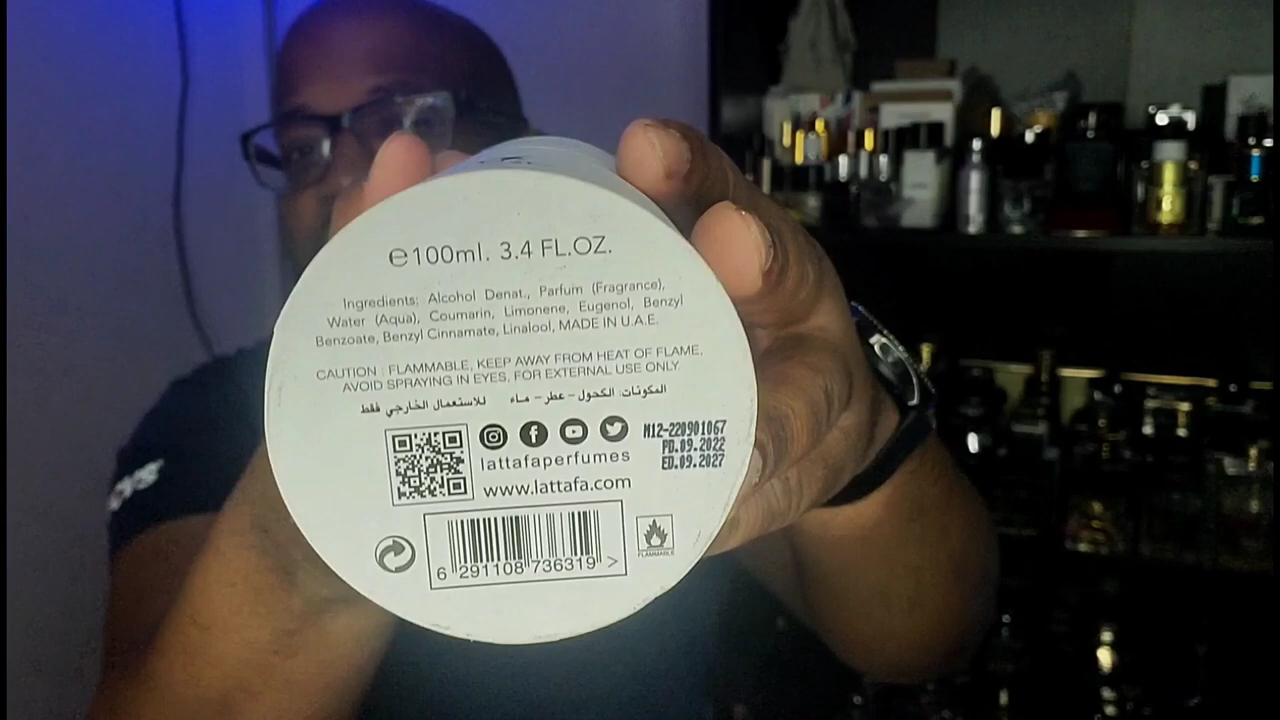 ℮100ml. 3.4 FL.OZ.
Ingredients: Alcohol Denat., Parfum (Fragrance),
Water (Aqua), Coumarin, Limonene, Eugenol, Benzyl
Benzoate, Benzyl Cinnamate, Linalool, MADE IN U.A.E.
CAUTION : FLAMMABLE, KEEP AWAY FROM HEAT OF FLAME,
AVOID SPRAYING IN EYES, FOR EXTERNAL USE ONLY
المكونات: الكحول - عطر - ماء للاستعمال الخارجي فقط
M12-220901067
PD.09.2022
ED.09.2027
lattafaperfumes
www.lattafa.com
6 291108 736319 >
FLAMMABLE